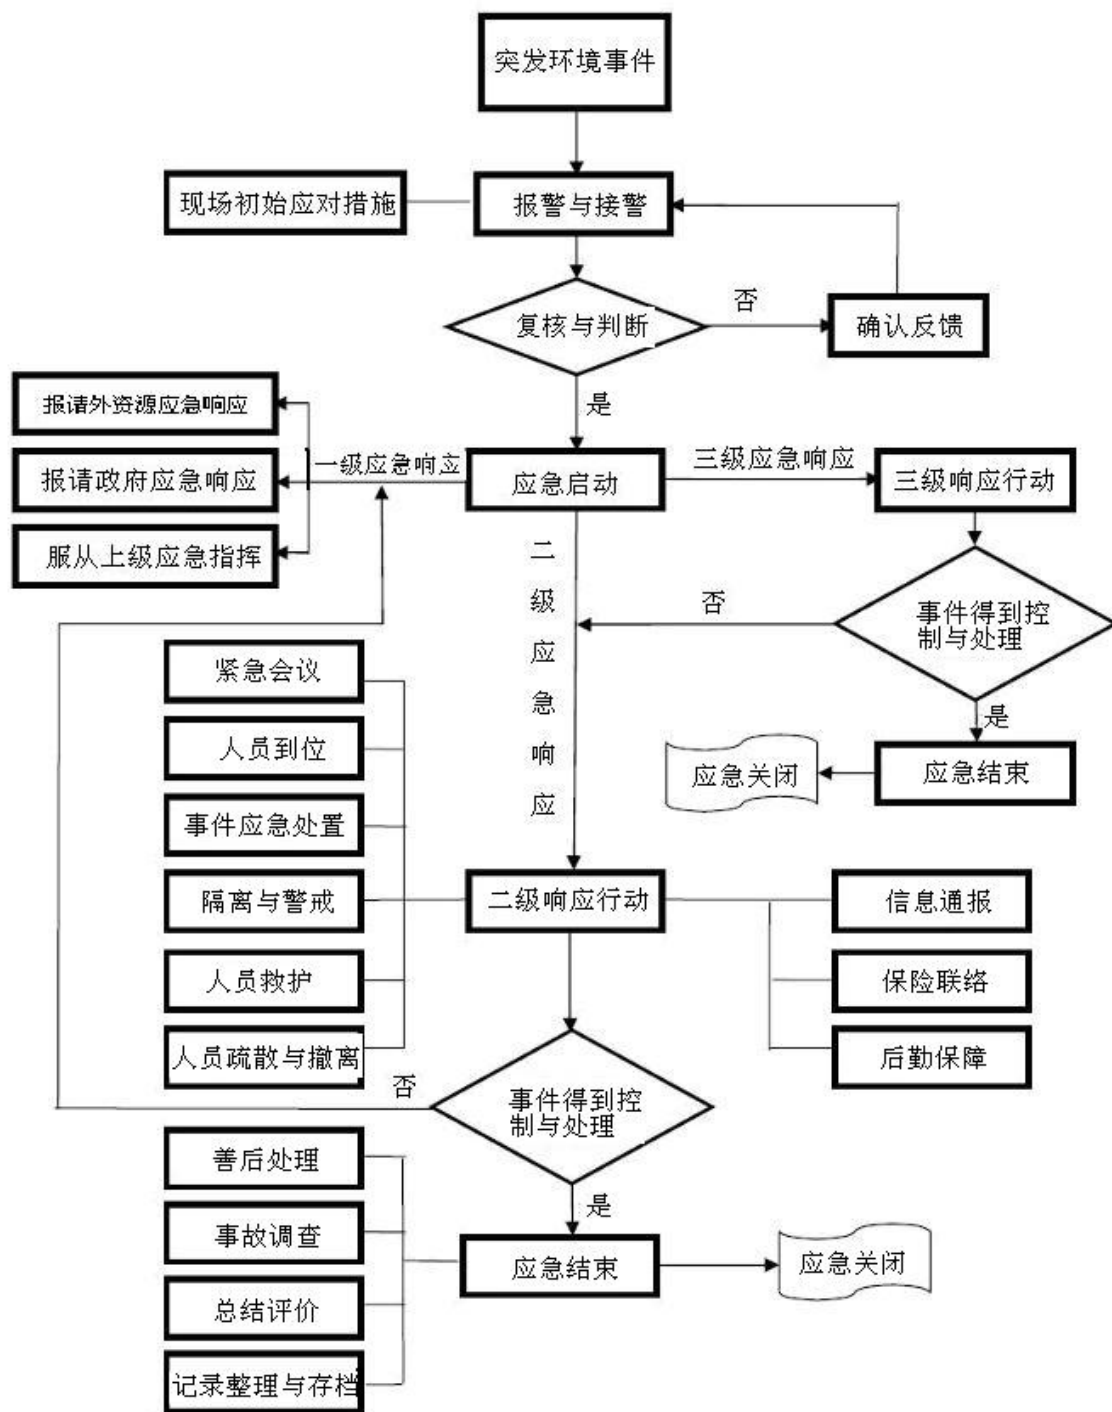 突发环境事件
现场初始应对措施
报警与接警
复核与判断
否
确认反馈
是
报请外资源应急响应
报请政府应急响应
服从上级应急指挥
一级应急响应
应急启动
三级应急响应
三级响应行动
二级应急响应
否
事件得到控
制与处理
是
应急关闭
应急结束
紧急会议
人员到位
事件应急处置
隔离与警戒
人员救护
人员疏散与撤离
二级响应行动
信息通报
保险联络
后勤保障
否
事件得到控
制与处理
是
善后处理
事故调查
总结评价
记录整理与存档
应急结束
应急关闭